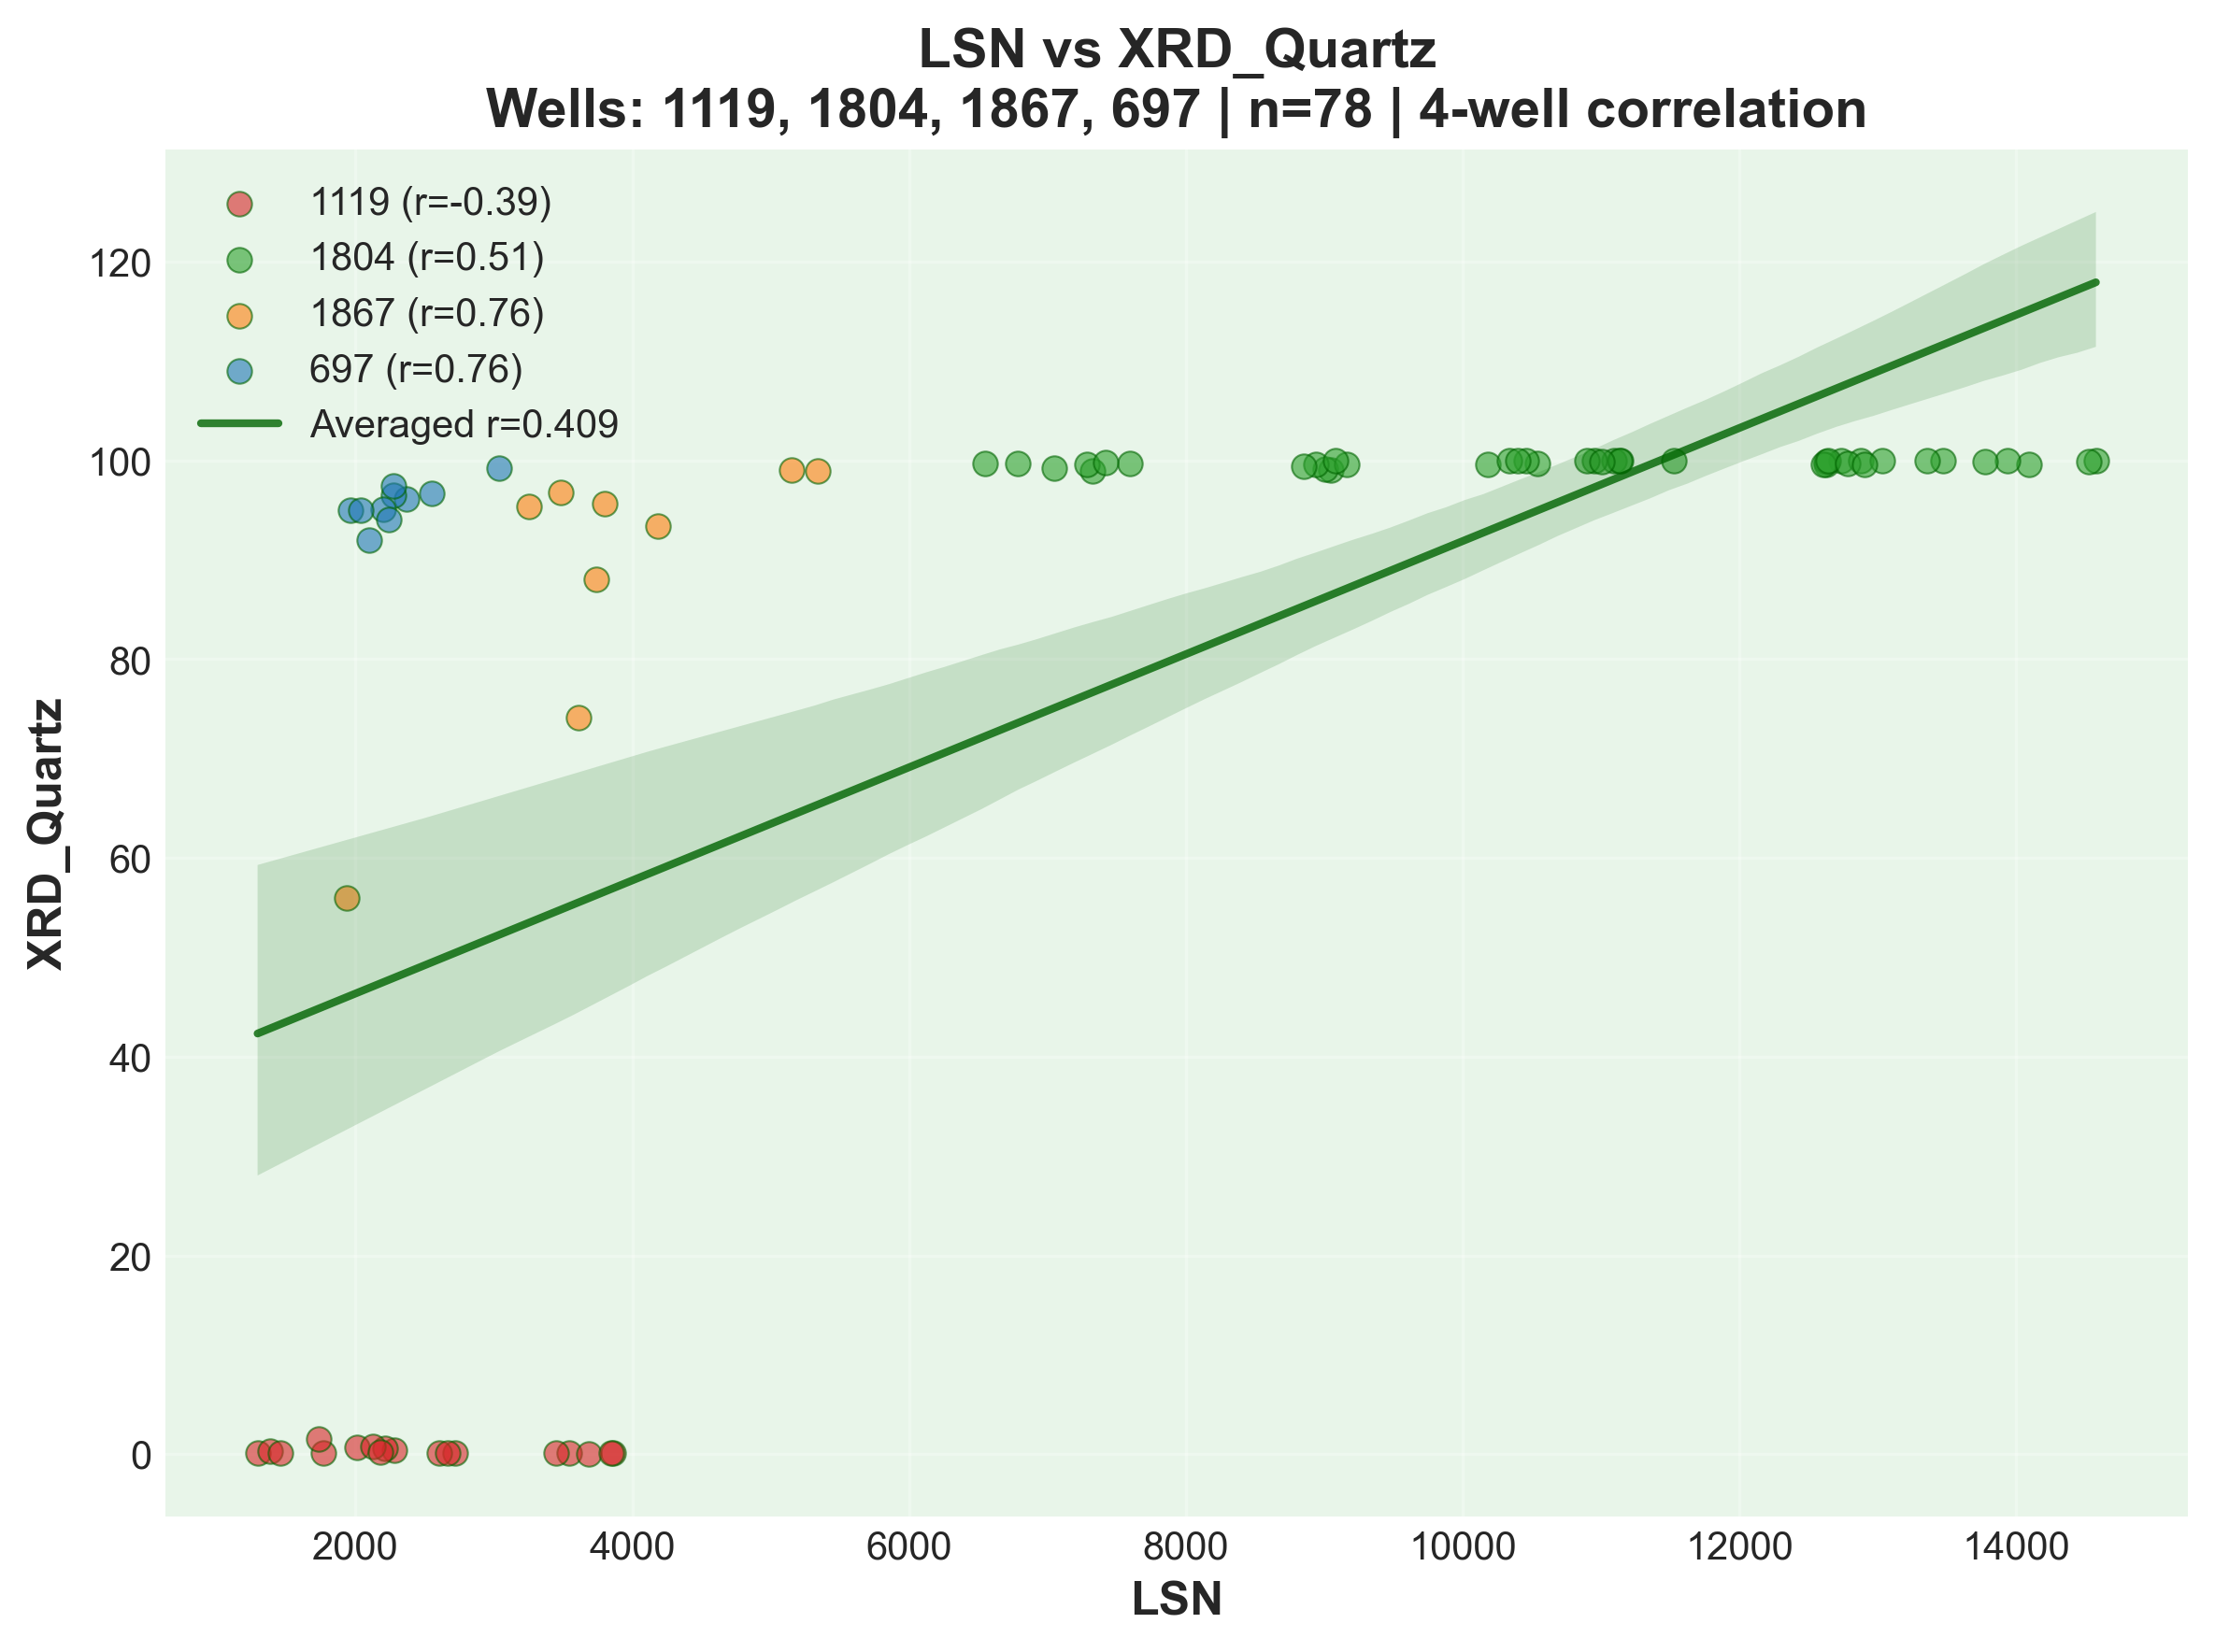 LSN vs XRD_Quartz
Wells: 1119, 1804, 1867, 697 | n=78 | 4-well correlation
1119 (r=-0.39)
1804 (r=0.51)
1867 (r=0.76)
697 (r=0.76)
Averaged r=0.409
120
100
80
60
40
20
0
XRD_Quartz
2000
4000
6000
8000
10000
12000
14000
LSN